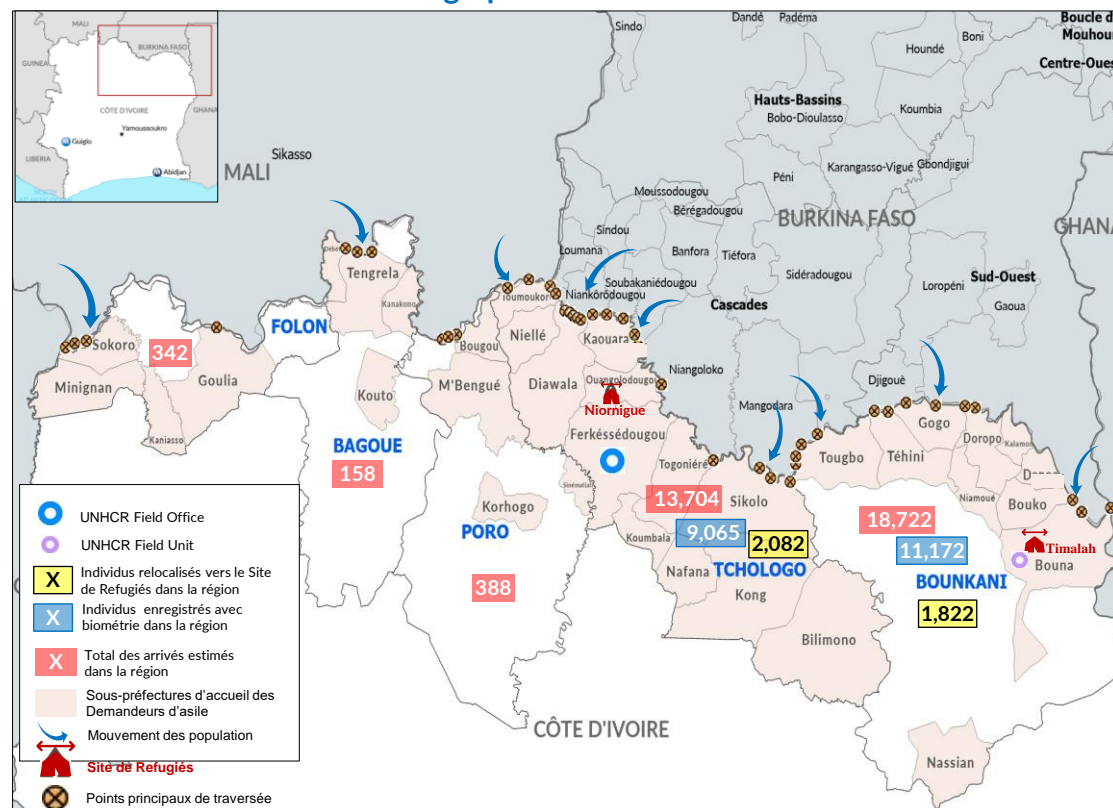 MALI
BURKINA FASO
GUINEA
CÔTE D'IVOIRE
Yamoussoukro
GHANA
Guiglo
LIBERIA
Abidjan
Sindo
Dandé
Padéma
Boucle d
Mouhou
Boni
Houndé
Centre-Oues
Hauts-Bassins
Bobo-Dioulasso
Koumbia
Sikasso
MALI
Karangasso-Vigué
Gbondjigui
Péni
Moussodougou
Bérégadougou
BURKINA FASO
GHANA
Sindou
Loumana
Banfora
Tiéfora
Soubakaniédougou
Sidéradougou
Sud-Ouest
Loropéni
Gaoua
Tengrela
Kanakono
Toumoukoro
Niankôrôdougou
Cascades
FOLON
Sokoro
342
Goulia
Bougou
Niellé
Kaouara
Niangoloko
Djigouè
Minignan
M'Bengué
Diawala
Ouangolodougou
Mangodara
Kouto
Niornigue
Kaniasso
Ferkéssédougou
Gogo
Doropo
Kalamon
BAGOUE
158
Togoniéré
Tougbo
Téhini
Niamoué
Bouko
Korhogo
13,704
Sikolo
18,722
PORO
9,065
2,082
11,172
Timalah
Koumbala
TCHOLOGO
Bouna
Nafana
BOUNKANI
388
Kong
1,822
Bilimono
CÔTE D'IVOIRE
Nassian
UNHCR Field Office
UNHCR Field Unit
X Individus relocalisés vers le Site
de Refugiés dans la région
X Individus enregistrés avec
biométrie dans la région
X Total des arrivés estimés
dans la région
Sous-préfectures d'accueil des
Demandeurs d'asile
Mouvement des population
Site de Refugiés
Points principaux de traversée